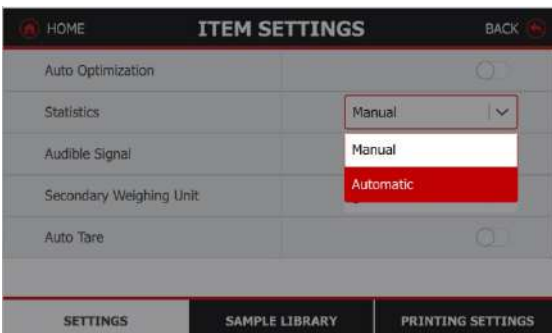 HOME ITEM SETTINGS BACK
Auto Optimization
Statistics Manual
Audible Signal Manual
Secondary Weighing Unit Automatic
Auto Tare
SETTINGS SAMPLE LIBRARY PRINTING SETTINGS